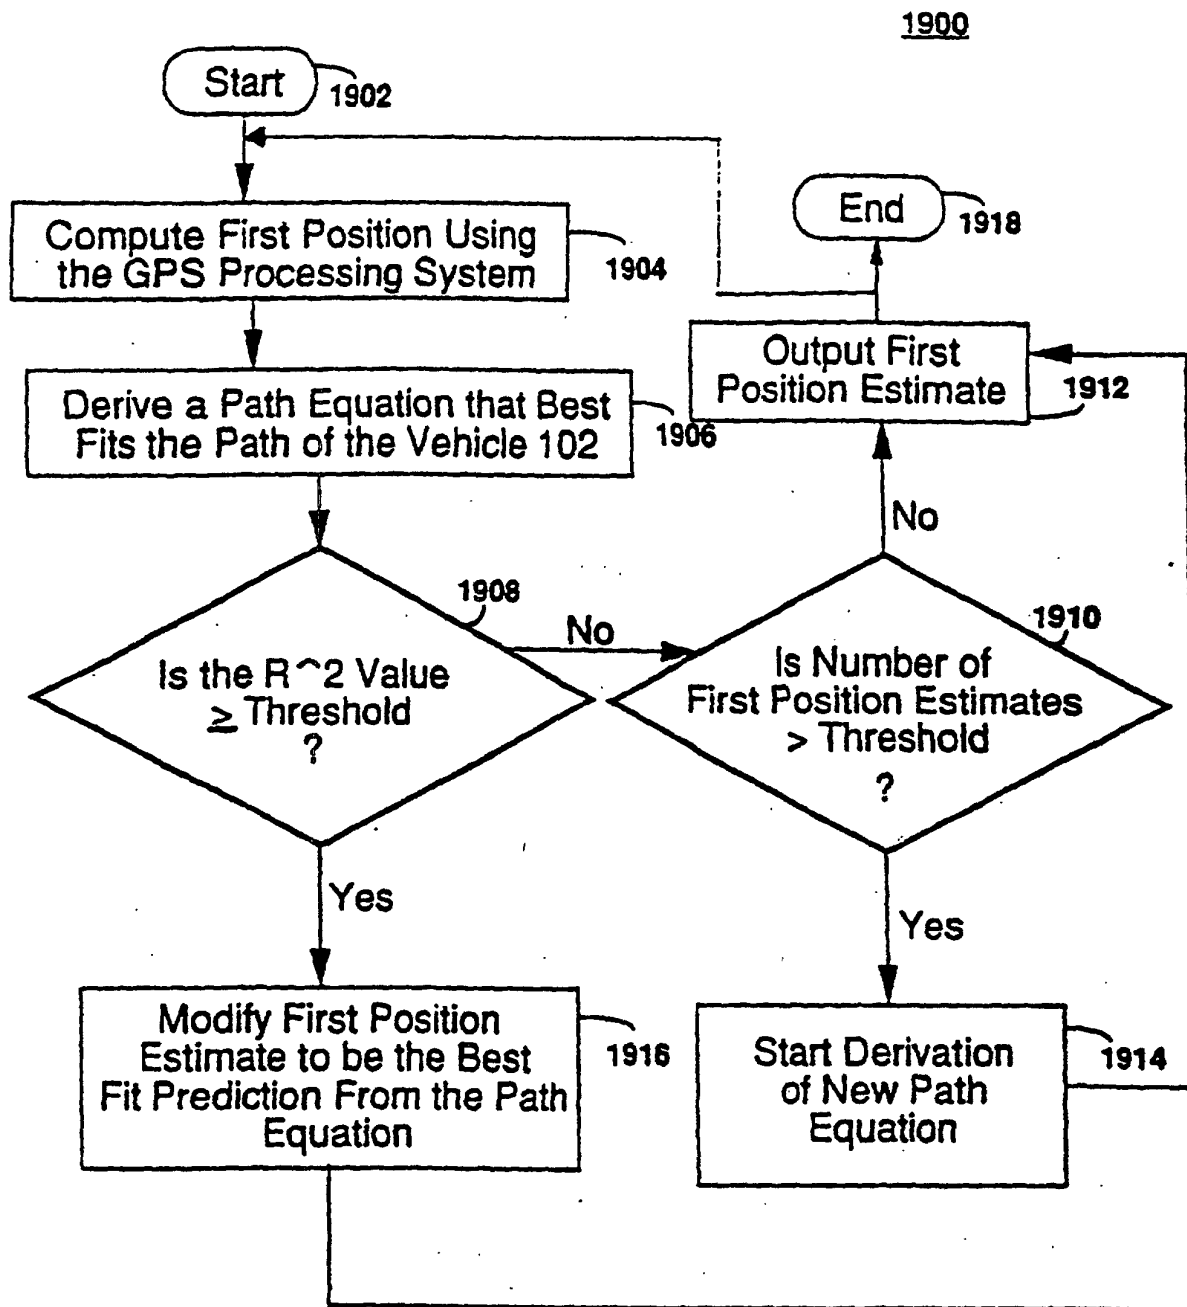 1900
Start
1902
Compute First Position Using
the GPS Processing System
1904
Derive a Path Equation that Best
Fits the Path of the Vehicle 102
1906
Is the R^2 Value
≥ Threshold
?
1908
No
Yes
Modify First Position
Estimate to be the Best
Fit Prediction From the Path
Equation
1916
Is Number of
First Position Estimates
> Threshold
?
1910
No
Yes
Output First
Position Estimate
1912
End
1918
Start Derivation
of New Path
Equation
1914